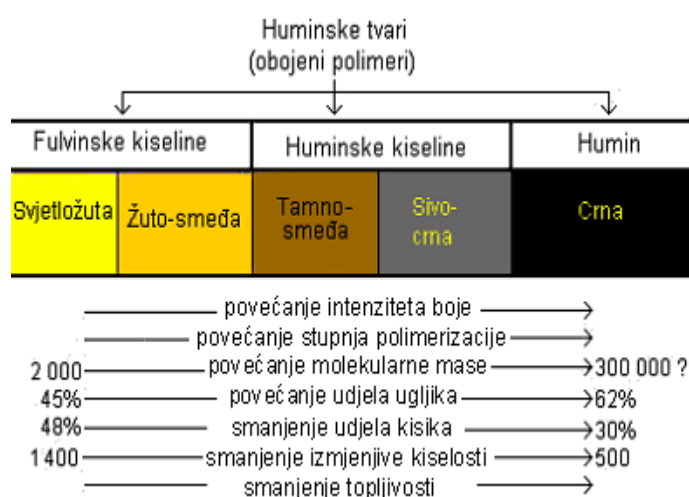 Huminske tvari
(obojeni polimeri)
Fulvinske kiseline Huminske kiseline Humin
Svjetložuta Žuto-smeđa Tamno-smeđa Sivo-crna Crna
povećanje intenziteta boje
povećanje stupnja polimerizacije
2 000 povećanje molekularne mase 300 000 ?
45% povećanje udjela ugljika 62%
48% smanjenje udjela kisika 30%
1400 smanjenje izmjenjive kiselosti 500
smanjenje topljivosti